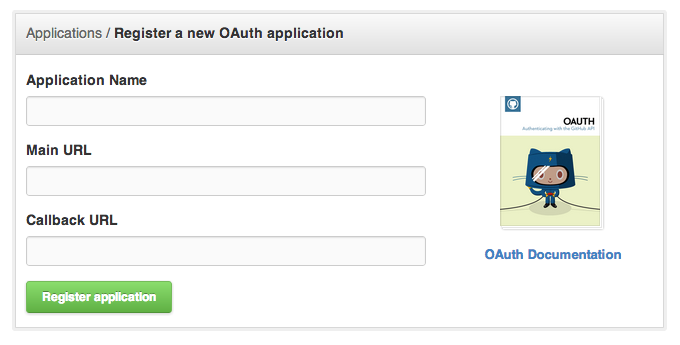 Applications / Register a new OAuth application
Application Name
Main URL
Callback URL
Register application
OAUTH
Authenticating with the GitHub API
OAuth Documentation